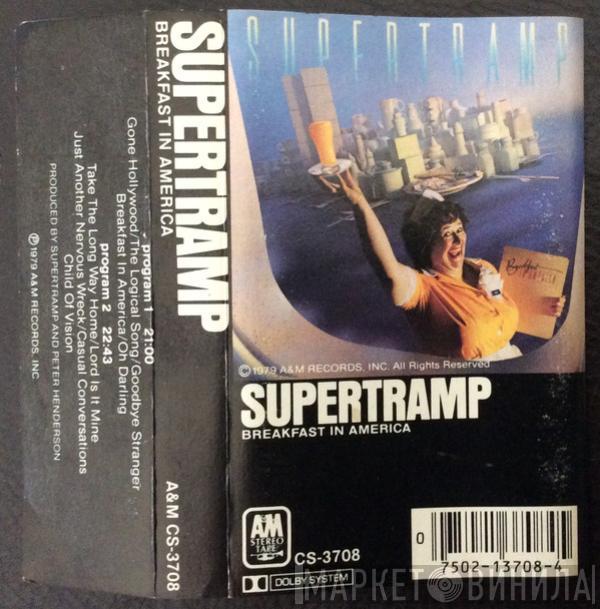 SUPERTRAMP
BREAKFAST IN AMERICA
program 1 21:00
Gone Hollywood/The Logical Song/Goodbye Stranger
Breakfast In America/Oh Darling
program 2 22:43
Take The Long Way Home/Lord Is It Mine
Just Another Nervous Wreck/Casual Conversations
Child Of Vision
PRODUCED BY SUPERTRAMP AND PETER HENDERSON
℗1979 A&M RECORDS, INC
A&M CS-3708
SUPERTRAMP
Breakfast
IN AMERICA
©1979 A&M RECORDS, INC. All Rights Reserved
SUPERTRAMP
BREAKFAST IN AMERICA
A&M
STEREO
TAPE
CS-3708
DOLBY SYSTEM
0 7502-13708-4
МАРКЕТ ВИНИЛА